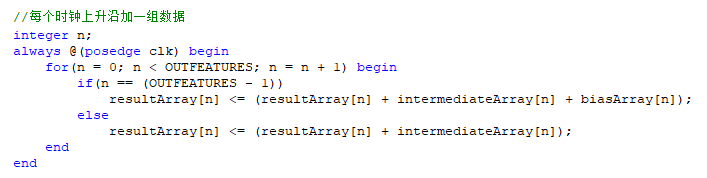 //每个时钟上升沿加一组数据
integer n;
always @(posedge clk) begin
    for(n = 0; n < OUTFEATURES; n = n + 1) begin
        if(n == (OUTFEATURES - 1))
            resultArray[n] <= (resultArray[n] + intermediateArray[n] + biasArray[n]);
        else
            resultArray[n] <= (resultArray[n] + intermediateArray[n]);
    end
end